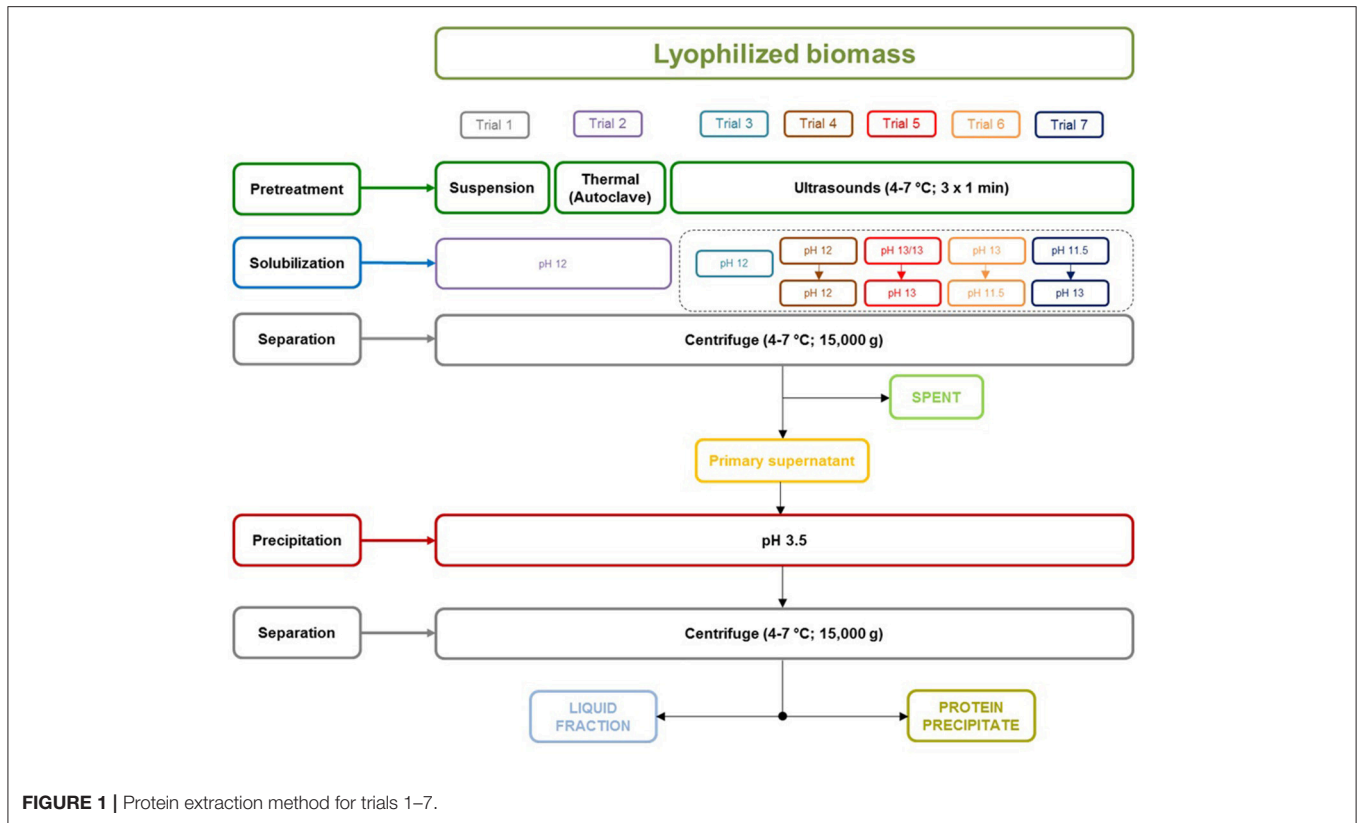 Lyophilized biomass
Trial 1
Trial 2
Trial 3
Trial 4
Trial 5
Trial 6
Trial 7
Pretreatment
Suspension
Thermal
(Autoclave)
Ultrasounds (4-7 °C; 3 x 1 min)
Solubilization
pH 12
pH 12
pH 12
pH 13/13
pH 13
pH 11.5
pH 12
pH 13
pH 11.5
pH 13
Separation
Centrifuge (4-7 °C; 15,000 g)
SPENT
Primary supernatant
Precipitation
pH 3.5
Separation
Centrifuge (4-7 °C; 15,000 g)
LIQUID
FRACTION
PROTEIN
PRECIPITATE
FIGURE 1 | Protein extraction method for trials 1–7.